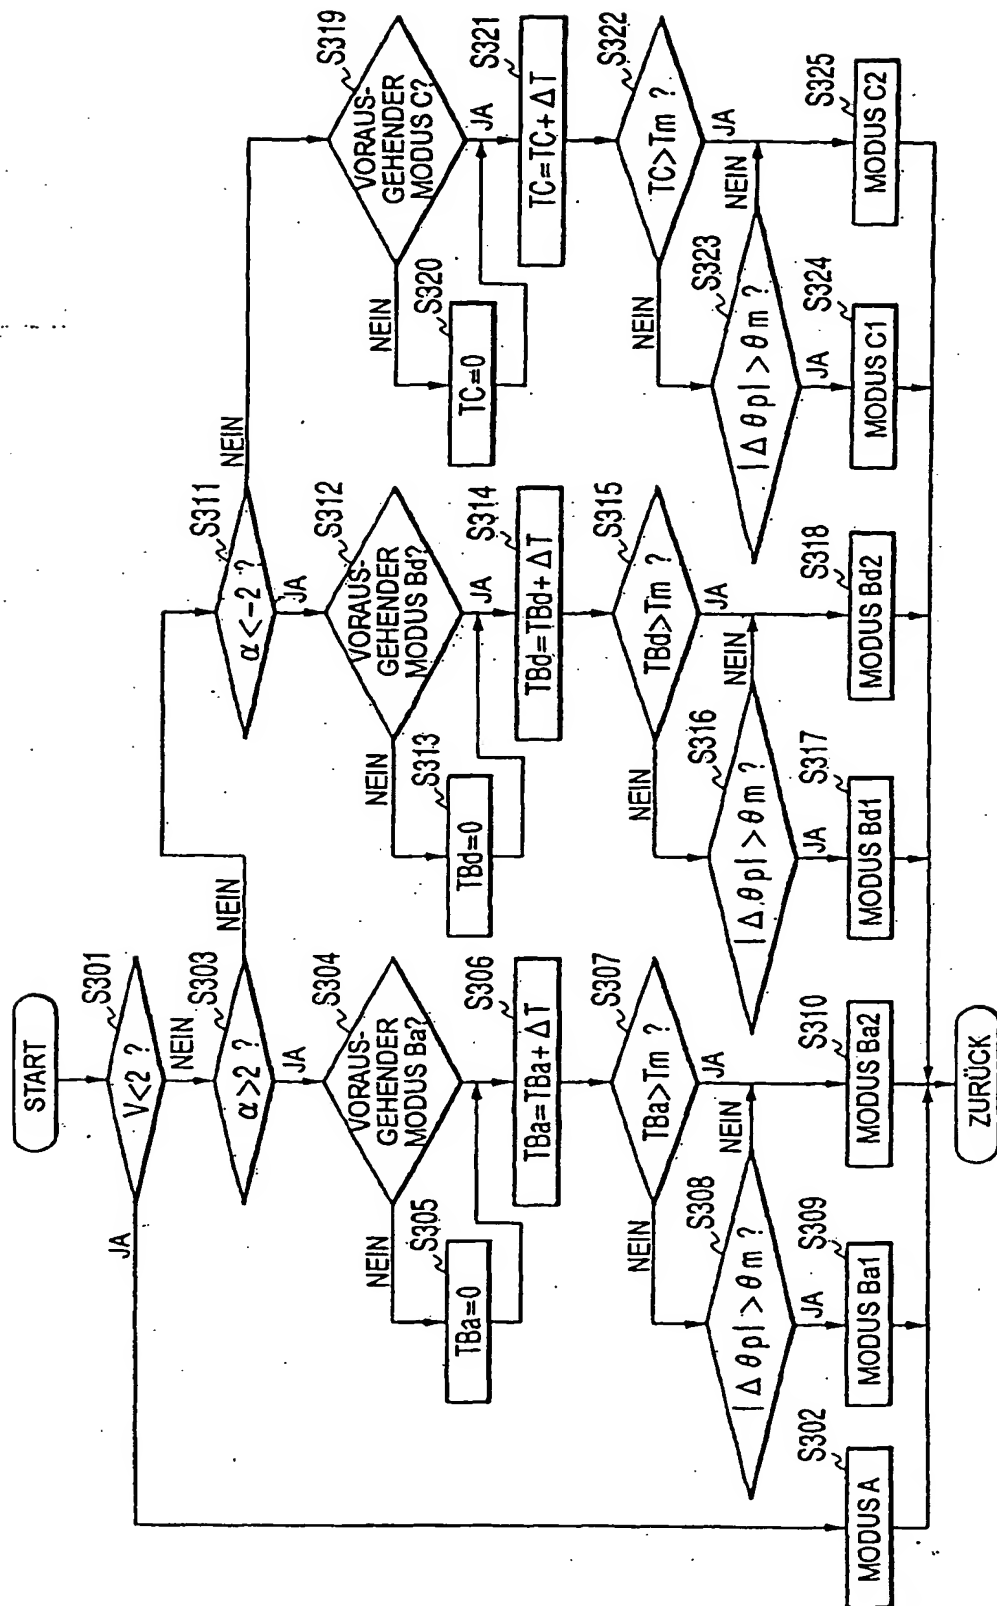 START
S301
V<2 ?
JA
NEIN
S302
MODUS A
S303
α>2 ?
NEIN
JA
S304
VORAUS-
GEHENDER
MODUS Ba?
NEIN
S305
TBa=0
S306
TBa=TBa+ΔT
S307
TBa>Tm ?
NEIN
JA
S308
|Δθp|>θm ?
NEIN
JA
S309
MODUS Ba1
S310
MODUS Ba2
S311
α<-2 ?
NEIN
JA
S312
VORAUS-
GEHENDER
MODUS Bd?
NEIN
JA
S313
TBd=0
S314
TBd=TBd+ΔT
S315
TBd>Tm ?
NEIN
JA
S316
|Δθp|>θm ?
NEIN
JA
S317
MODUS Bd1
S318
MODUS Bd2
S319
VORAUS-
GEHENDER
MODUS C?
NEIN
JA
S320
TC=0
S321
TC=TC+ΔT
S322
TC>Tm ?
NEIN
JA
S323
|Δθp|>θm ?
NEIN
JA
S324
MODUS C1
S325
MODUS C2
ZURÜCK